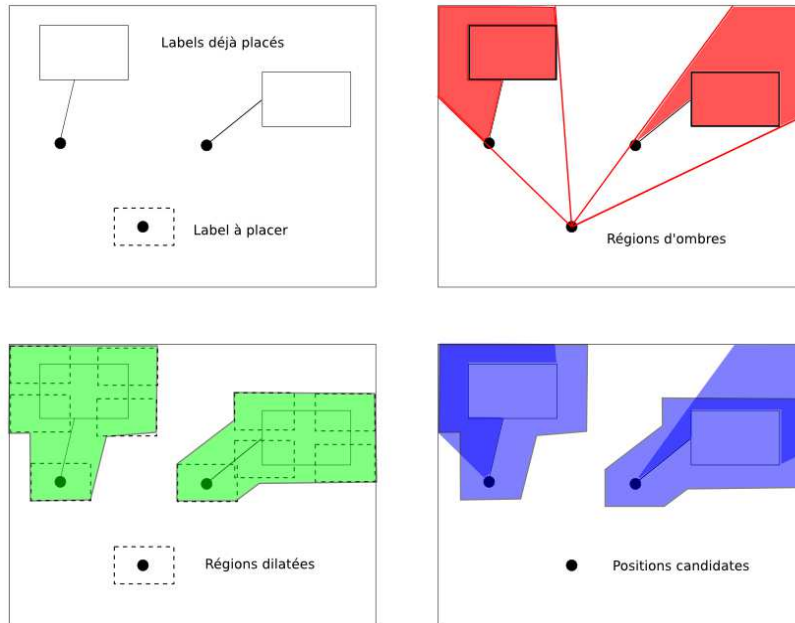 Labels déjà placés
Label à placer
Régions d'ombres
Régions dilatées
Positions candidates